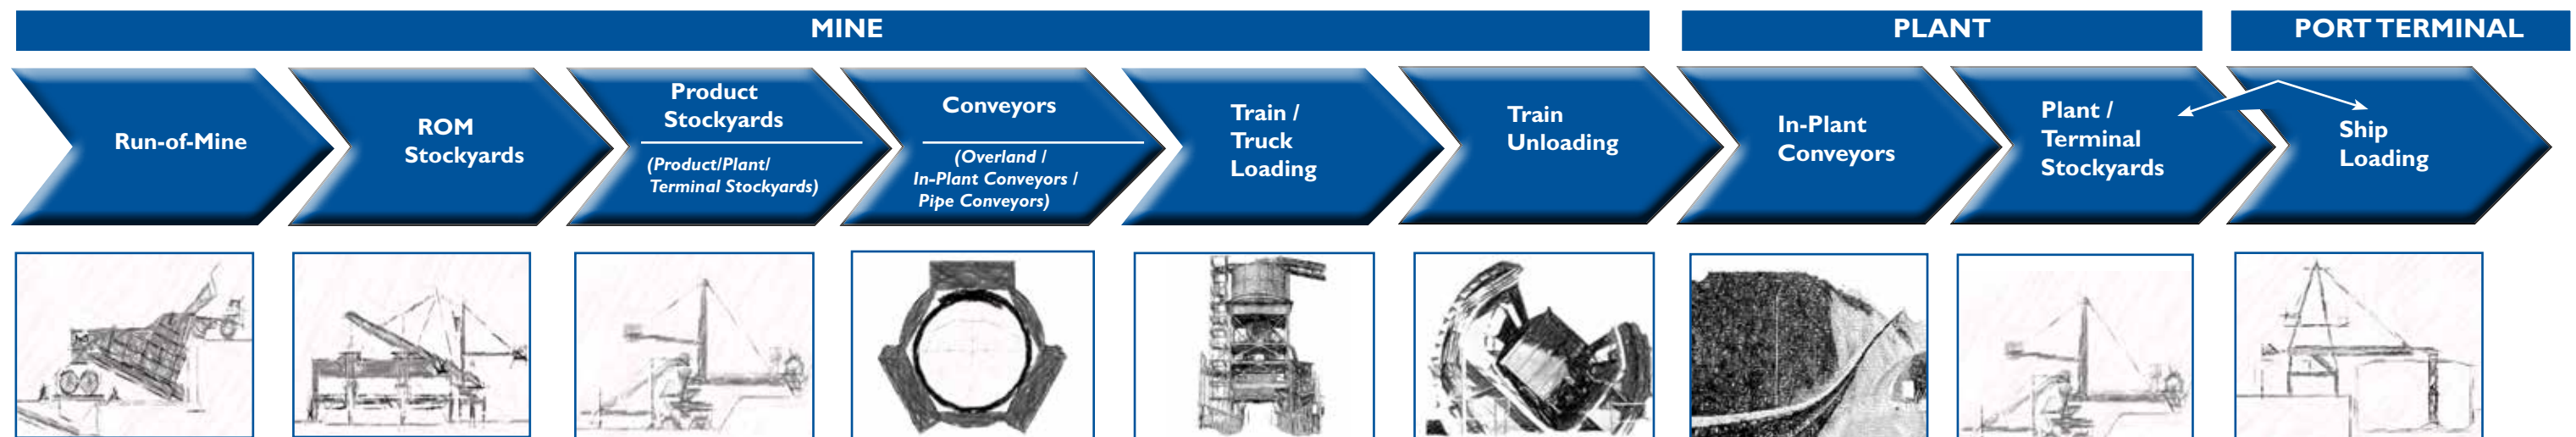 MINE
PLANT
PORT TERMINAL
Run-of-Mine
ROM
Stockyards
Product
Stockyards
(Product/Plant/
Terminal Stockyards)
Conveyors
(Overland /
In-Plant Conveyors /
Pipe Conveyors)
Train /
Truck
Loading
Train
Unloading
In-Plant
Conveyors
Plant /
Terminal
Stockyards
Ship
Loading